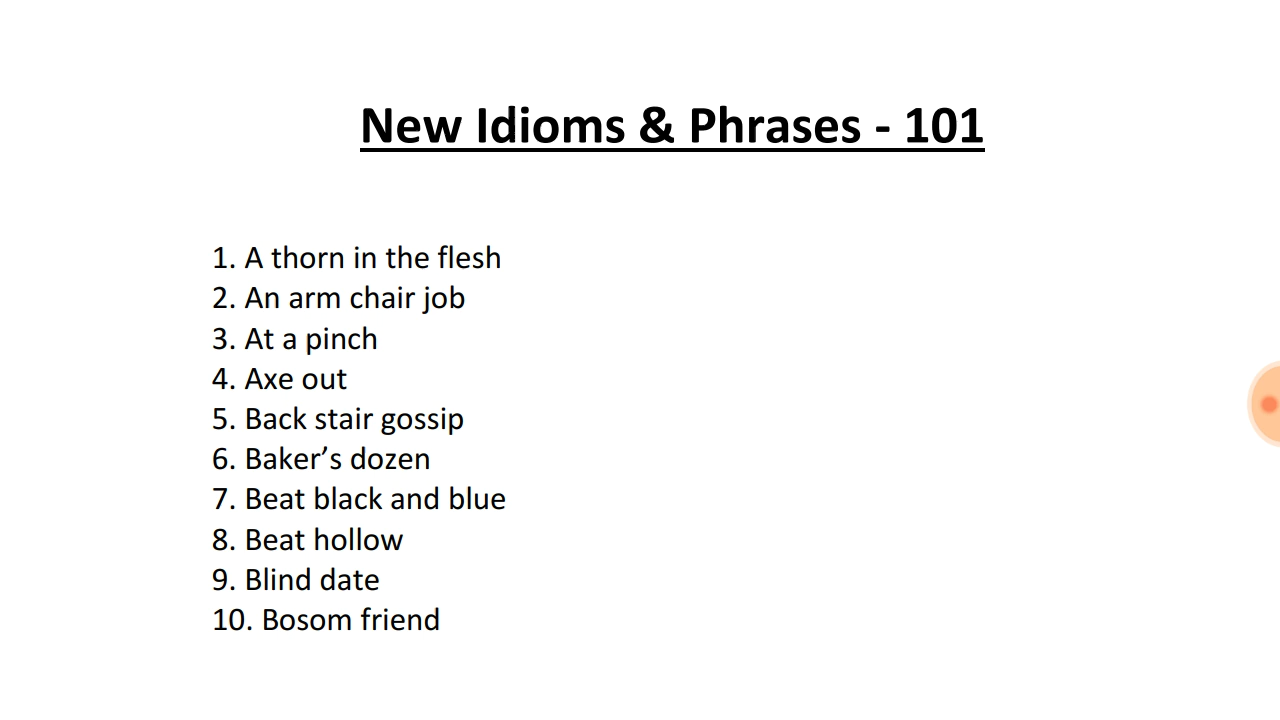 New Idioms & Phrases - 101
1. A thorn in the flesh
2. An arm chair job
3. At a pinch
4. Axe out
5. Back stair gossip
6. Baker’s dozen
7. Beat black and blue
8. Beat hollow
9. Blind date
10. Bosom friend